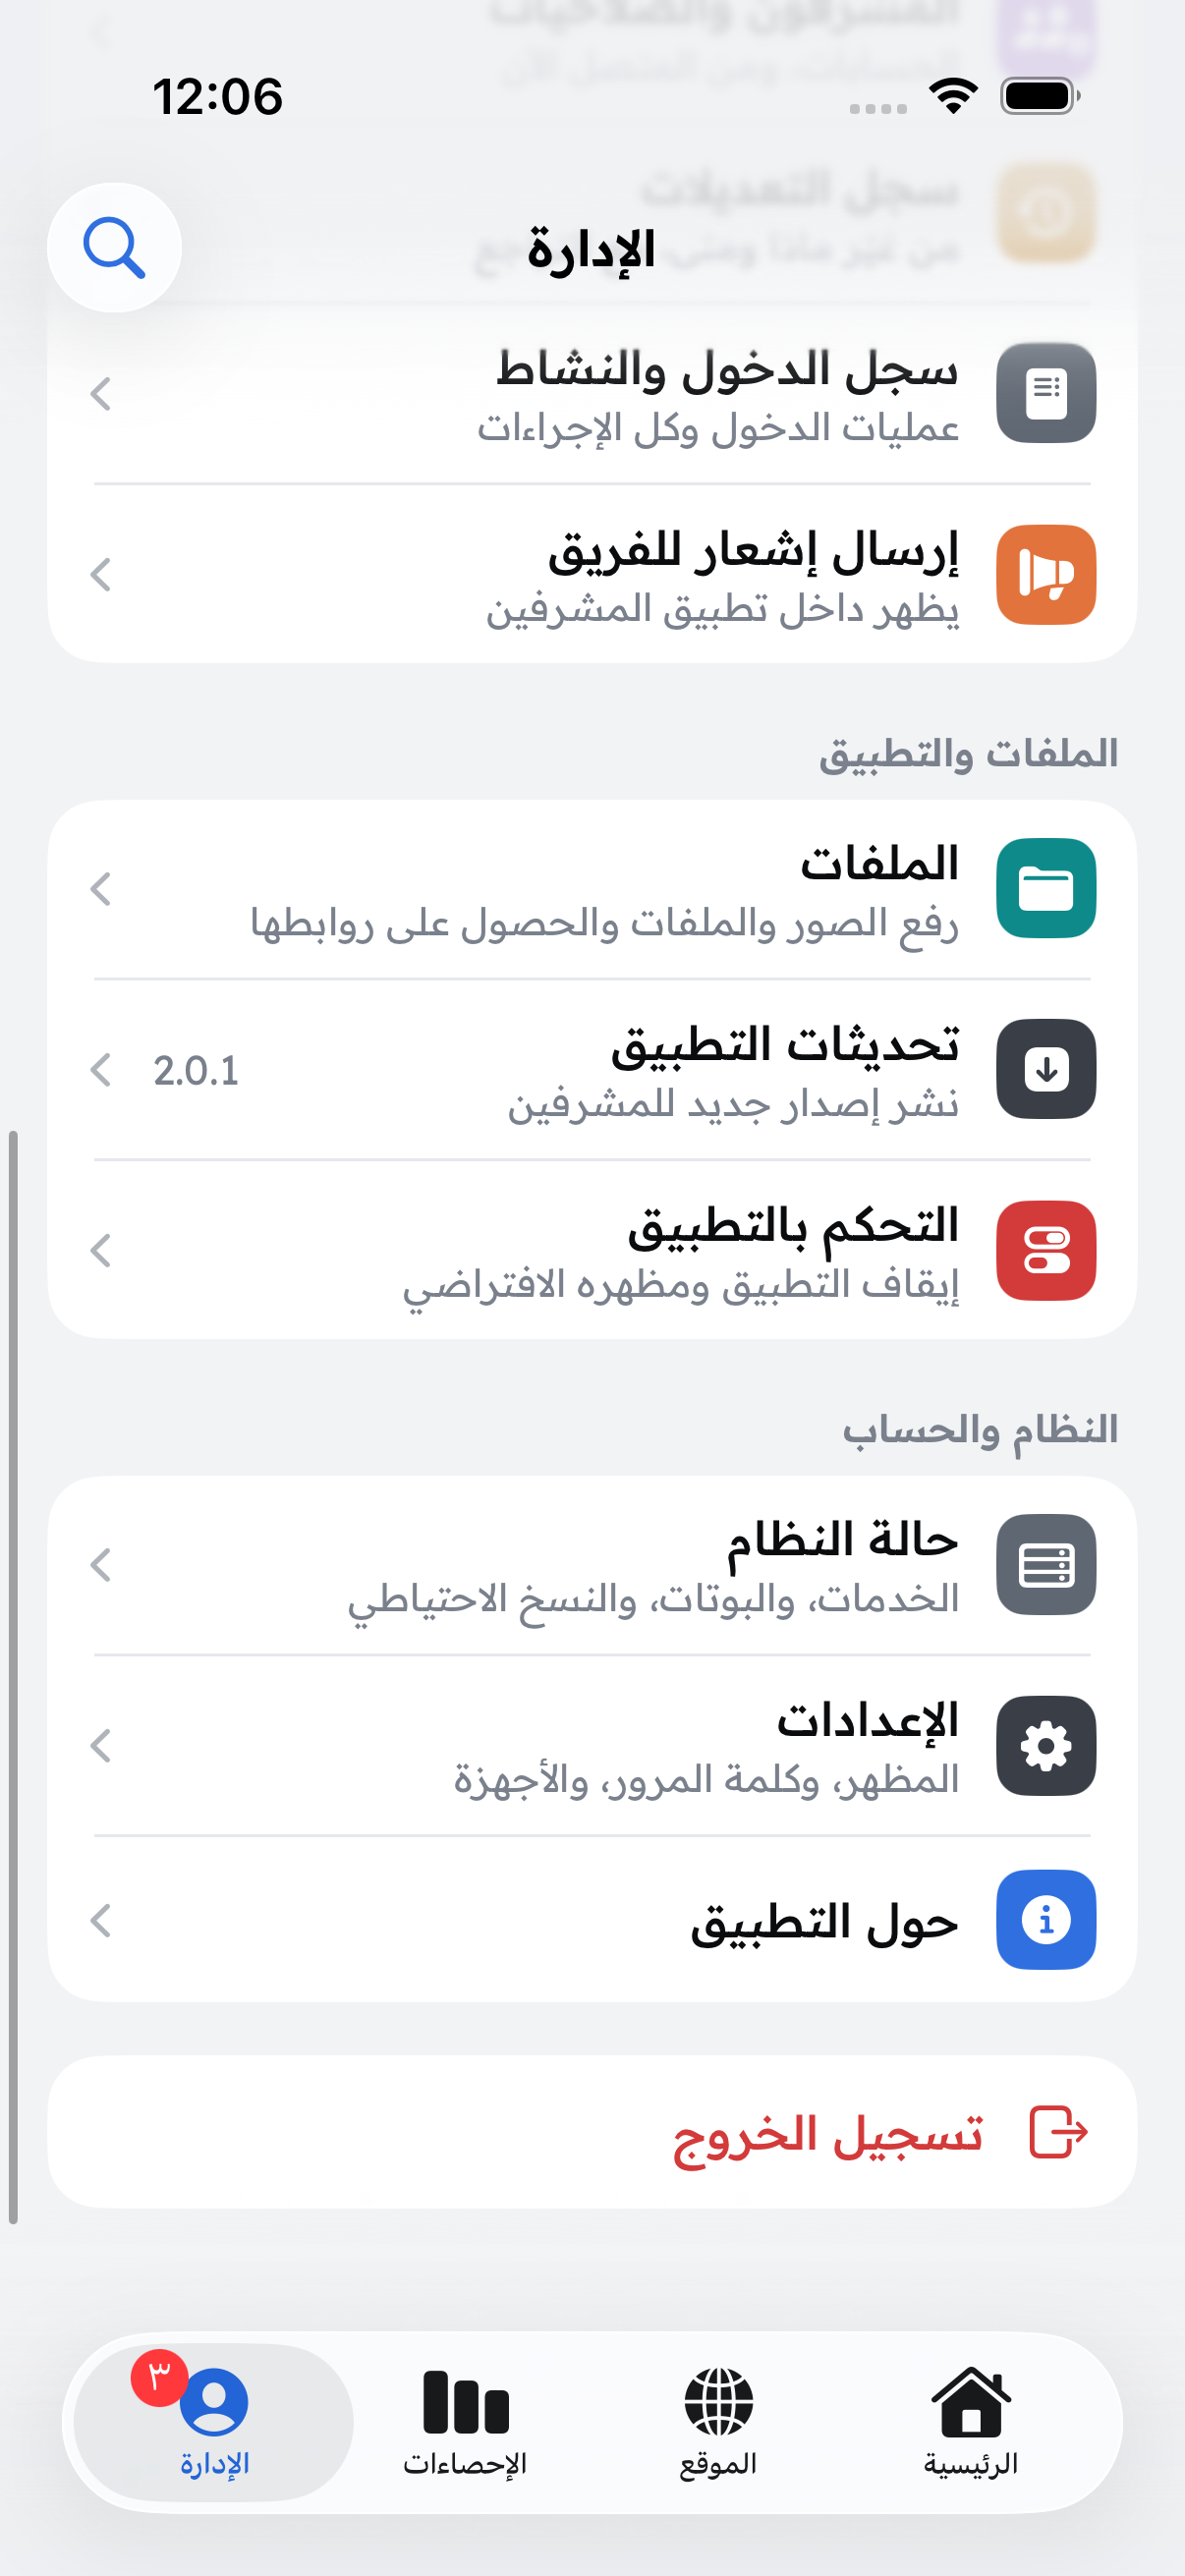 12:06
سجل التعديلات
الإدارة
سجل الدخول والنشاط
عمليات الدخول وكل الإجراءات
إرسال إشعار للفريق
يظهر داخل تطبيق المشرفين
الملفات والتطبيق
الملفات
رفع الصور والملفات والحصول على روابطها
تحديثات التطبيق
2.0.1
نشر إصدار جديد للمشرفين
التحكم بالتطبيق
إيقاف التطبيق ومظهره الافتراضي
النظام والحساب
حالة النظام
الخدمات، والبوتات، والنسخ الاحتياطي
الإعدادات
المظهر، وكلمة المرور، والأجهزة
حول التطبيق
تسجيل الخروج
الرئيسية
الموقع
الإحصاءات
٣
الإدارة